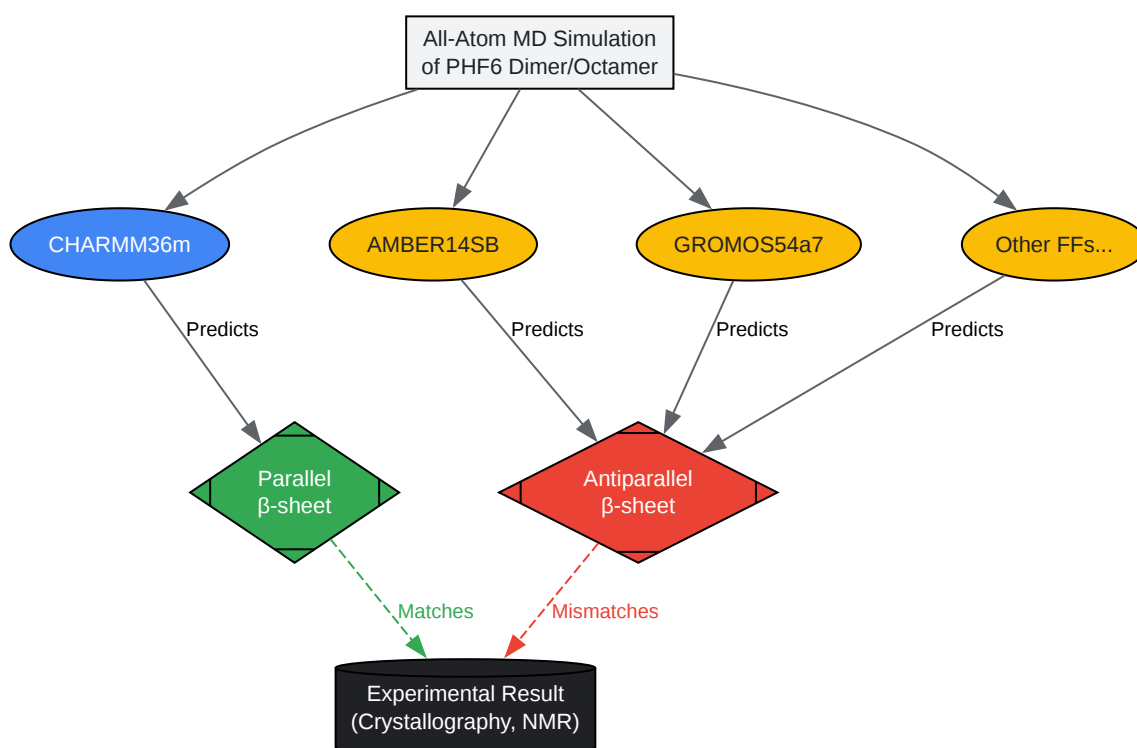 All-Atom MD Simulation
of PHF6 Dimer/Octamer
CHARMM36m
AMBER14SB
GROMOS54a7
Other FFs...
Predicts
Predicts
Predicts
Predicts
Parallel
β-sheet
Antiparallel
β-sheet
Matches
Mismatches
Experimental Result
(Crystallography, NMR)